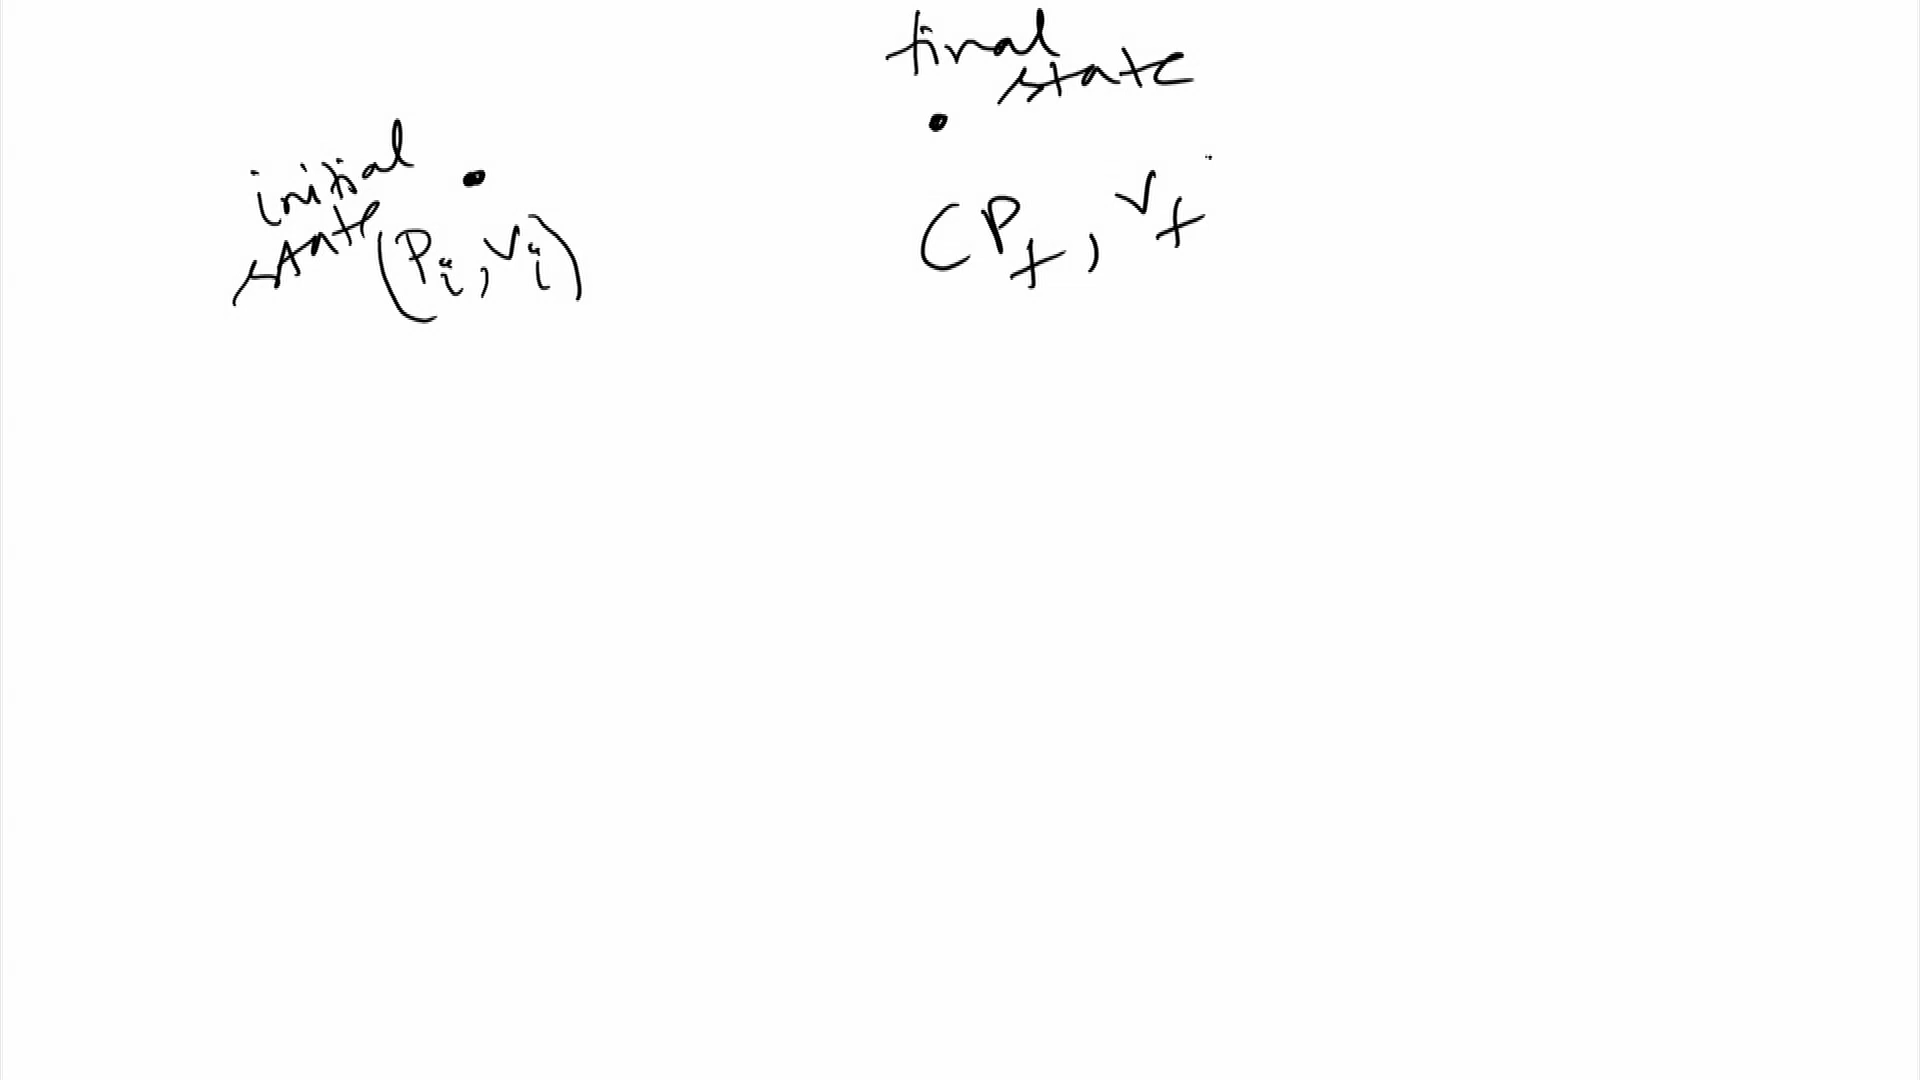 initial
state
(Pi, Vi)
final
state
(Pf, Vf